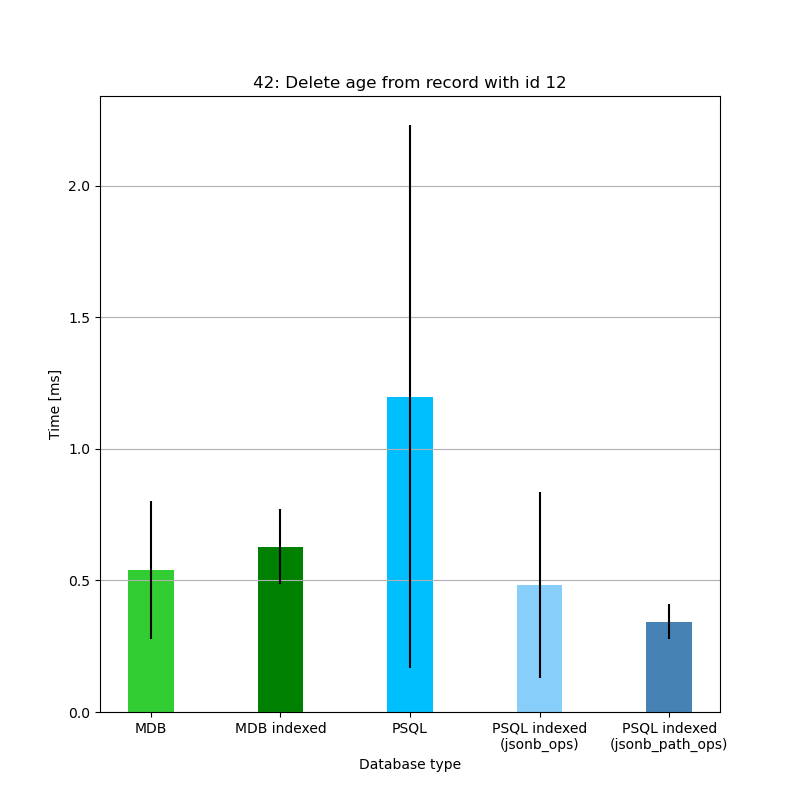 42: Delete age from record with id 12
Time [ms]
2.0
1.5
1.0
0.5
0.0
MDB
MDB indexed
PSQL
PSQL indexed
(jsonb_ops)
PSQL indexed
(jsonb_path_ops)
Database type